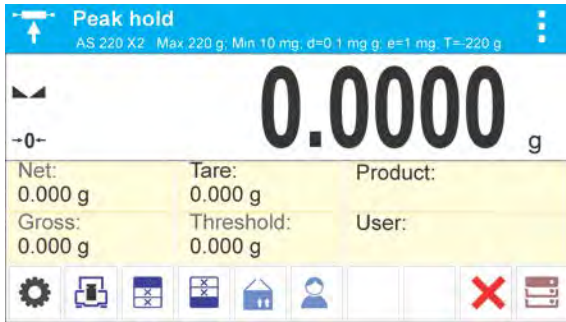 Peak hold
AS 220 X2 Max 220 g; Min 10 mg; d=0.1 mg g; e=1 mg; T=-220 g
→0←
0.0000 g
Net: Tare: Product:
0.000 g 0.000 g
Gross: Threshold: User:
0.000 g 0.000 g